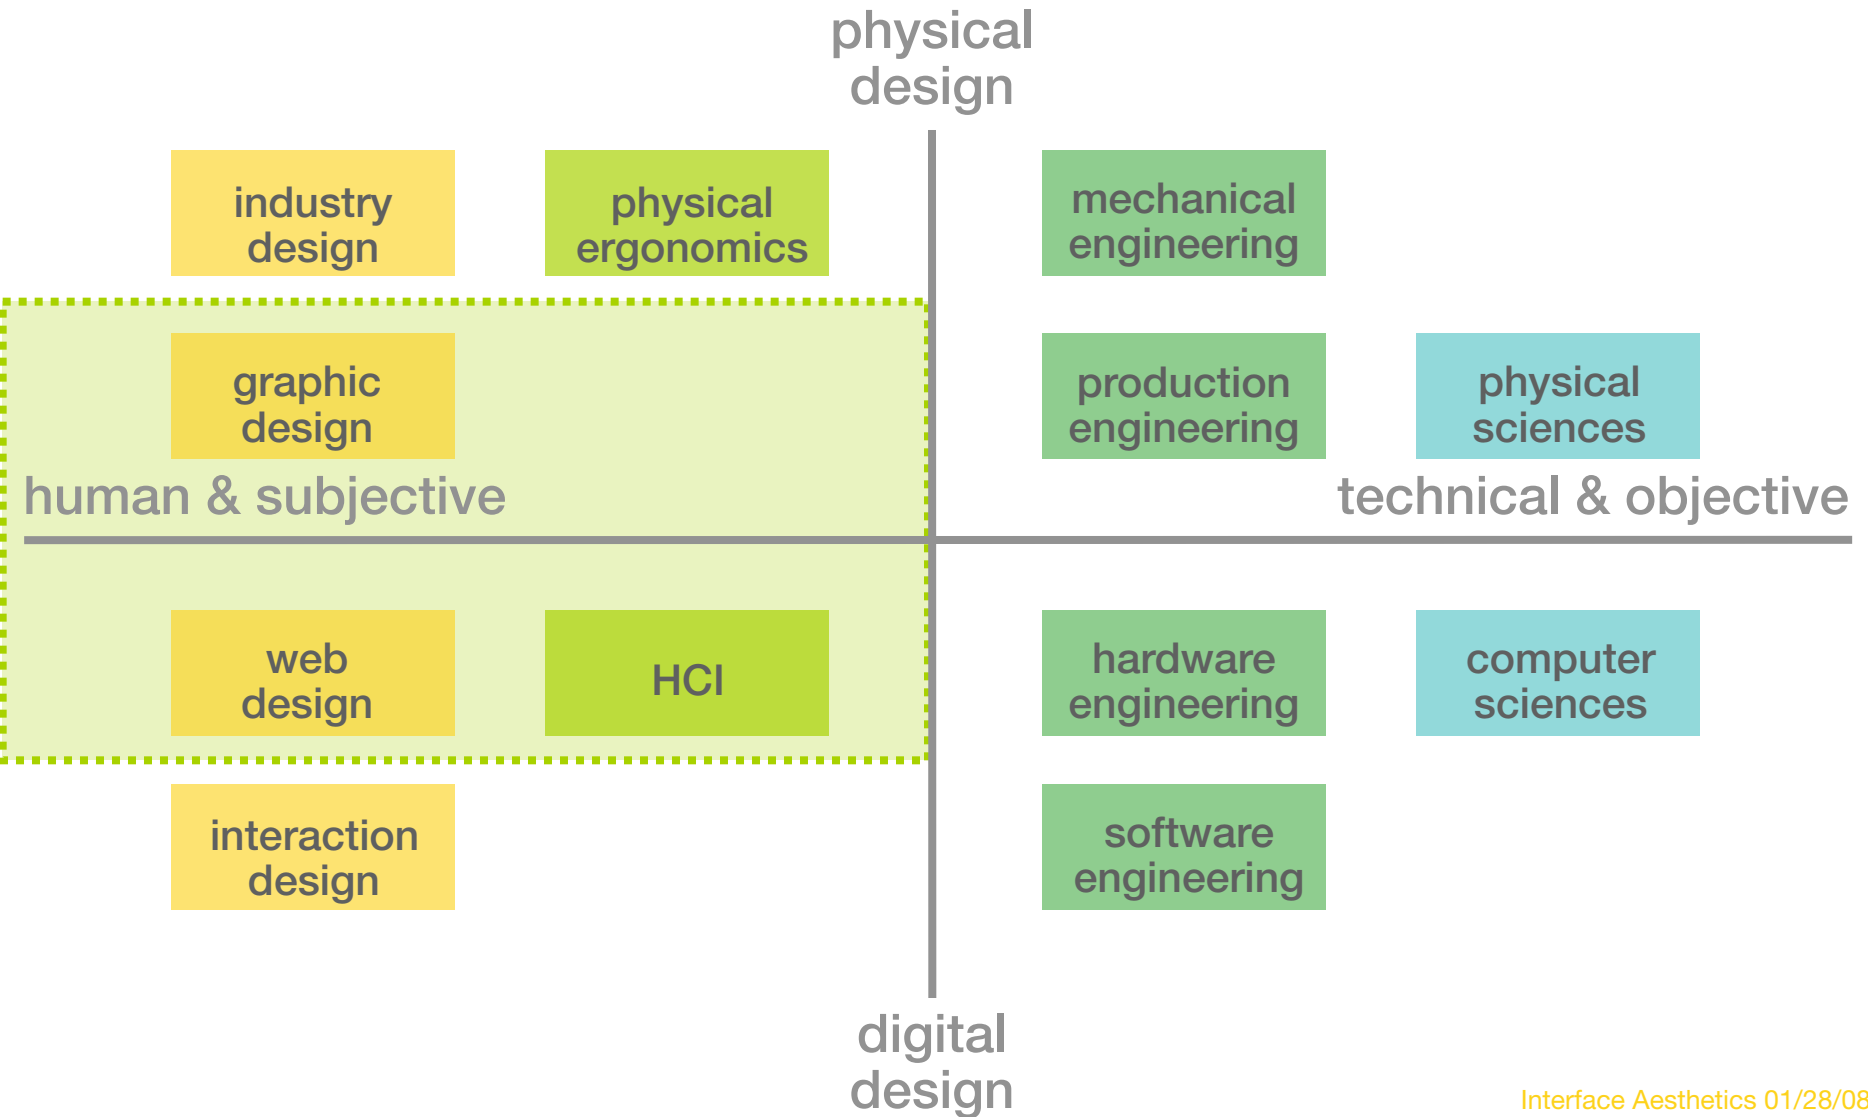 physical
design
industry
design
physical
ergonomics
mechanical
engineering
graphic
design
production
engineering
physical
sciences
human & subjective
technical & objective
web
design
HCI
hardware
engineering
computer
sciences
interaction
design
software
engineering
digital
design
Interface Aesthetics 01/28/08